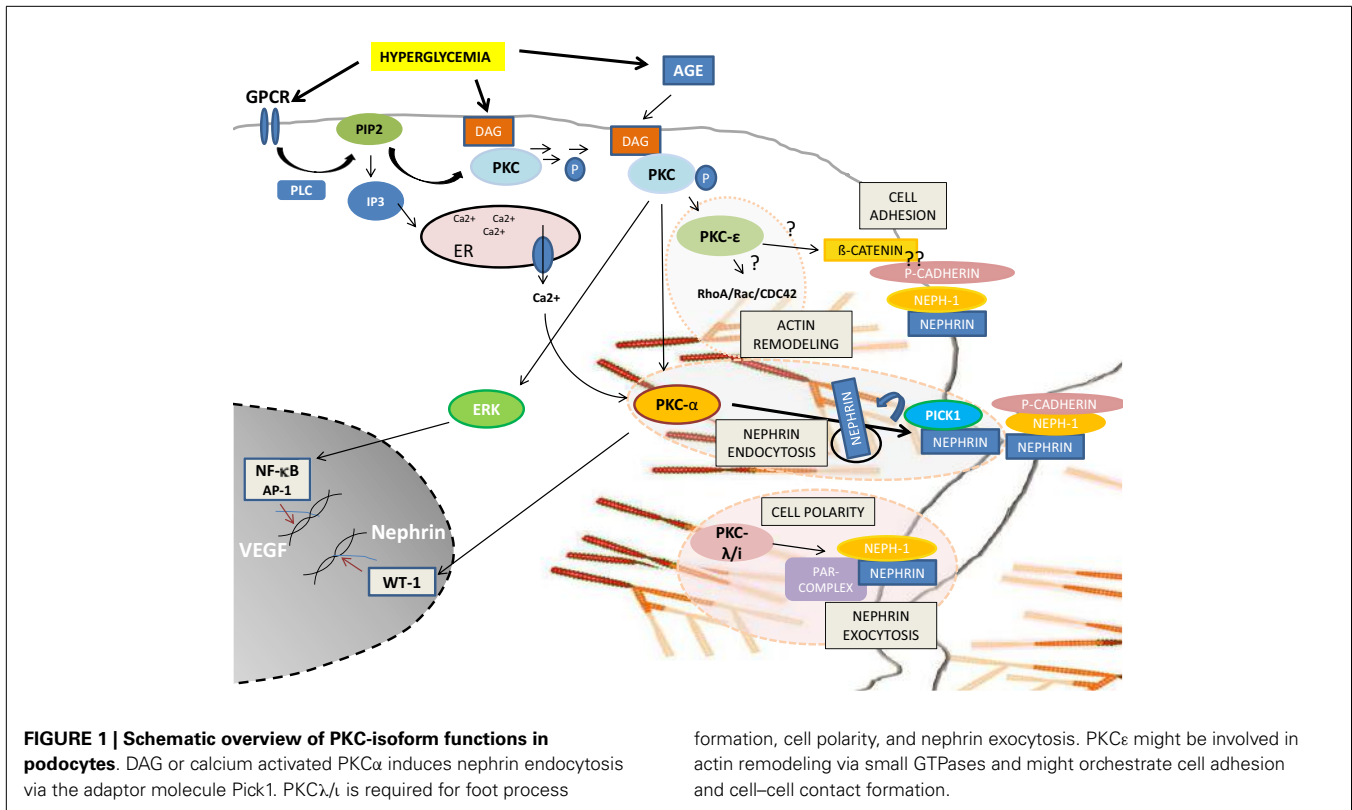 HYPERGLYCEMIA
AGE
GPCR
PIP2
DAG
DAG
PKC
P
PKC
P
PLC
IP3
CELL
ADHESION
Ca2+ Ca2+
Ca2+
ER
PKC-ε
?
ß-CATENIN
??
P-CADHERIN
?
Ca2+
RhoA/Rac/CDC42
NEPH-1
NEPHRIN
ACTIN
REMODELING
ERK
PKC-α
NEPHRIN
PICK1
P-CADHERIN
NEPH-1
NEPHRIN
ENDOCYTOSIS
NEPHRIN
NEPHRIN
NF-κB
AP-1
VEGF
Nephrin
WT-1
CELL POLARITY
PKC-
λ/i
NEPH-1
PAR-
COMPLEX
NEPHRIN
NEPHRIN
EXOCYTOSIS
FIGURE 1 | Schematic overview of PKC-isoform functions in
podocytes. DAG or calcium activated PKCα induces nephrin endocytosis
via the adaptor molecule Pick1. PKCλ/ι is required for foot process
formation, cell polarity, and nephrin exocytosis. PKCε might be involved in
actin remodeling via small GTPases and might orchestrate cell adhesion
and cell–cell contact formation.